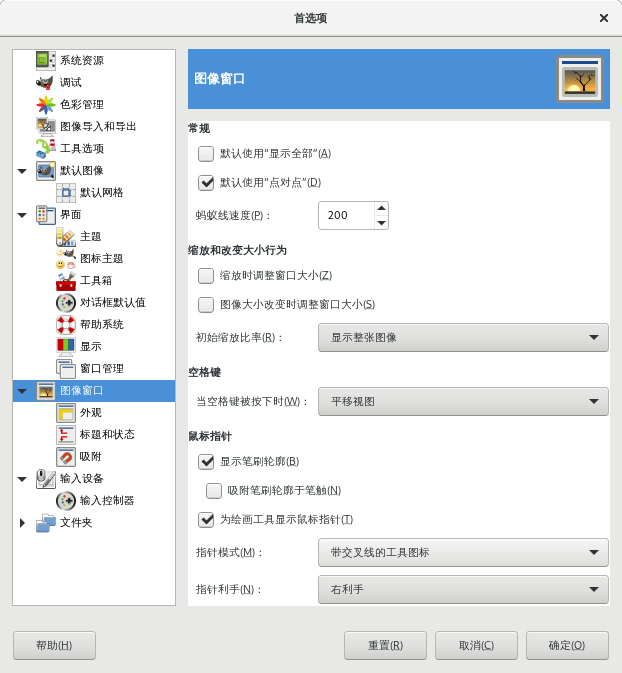 首选项
系统资源
调试
色彩管理
图像导入和导出
工具选项
默认图像
默认网格
界面
主题
图标主题
工具箱
对话框默认值
帮助系统
显示
窗口管理
图像窗口
外观
标题和状态
吸附
输入设备
输入控制器
文件夹
图像窗口
常规
默认使用“显示全部”(A)
默认使用“点对点”(D)
蚂蚁线速度(P)： 200
缩放和改变大小行为
缩放时调整窗口大小(Z)
图像大小改变时调整窗口大小(S)
初始缩放比率(R)： 显示整张图像
空格键
当空格键被按下时(W)： 平移视图
鼠标指针
显示笔刷轮廓(B)
吸附笔刷轮廓于笔触(N)
为绘画工具显示鼠标指针(T)
指针模式(M)： 带交叉线的工具图标
指针利手(N)： 右利手
帮助(H) 重置(R) 取消(C) 确定(O)